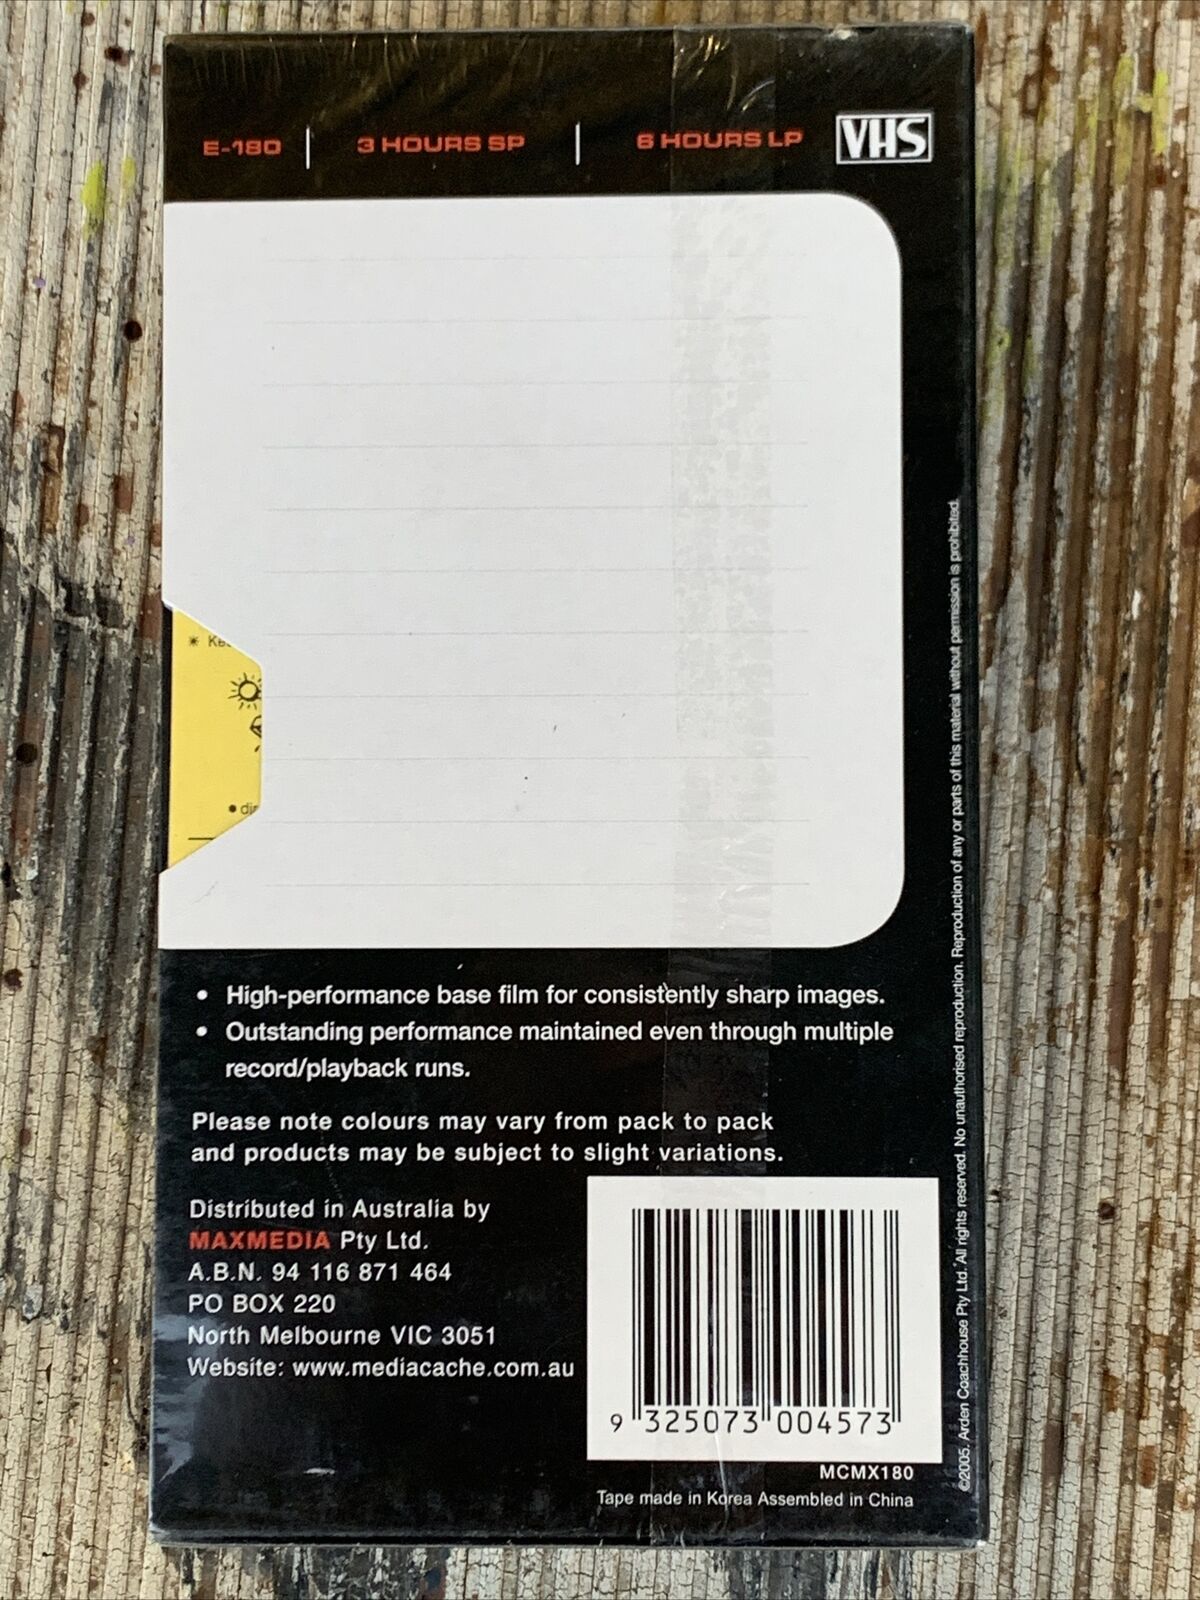 E-180 | 3 HOURS SP | 6 HOURS LP VHS
• dir
• High-performance base film for consistently sharp images.
• Outstanding performance maintained even through multiple
record/playback runs.
Please note colours may vary from pack to pack
and products may be subject to slight variations.
Distributed in Australia by
MAXMEDIA Pty Ltd.
A.B.N. 94 116 871 464
PO BOX 220
North Melbourne VIC 3051
Website: www.mediacache.com.au
9 325073 004573
MCMX180
Tape made in Korea Assembled in China
©2005. Arden Coachhouse Pty Ltd. All rights reserved. No unauthorised reproduction. Reproduction of any or parts of this material without permission is prohibited.